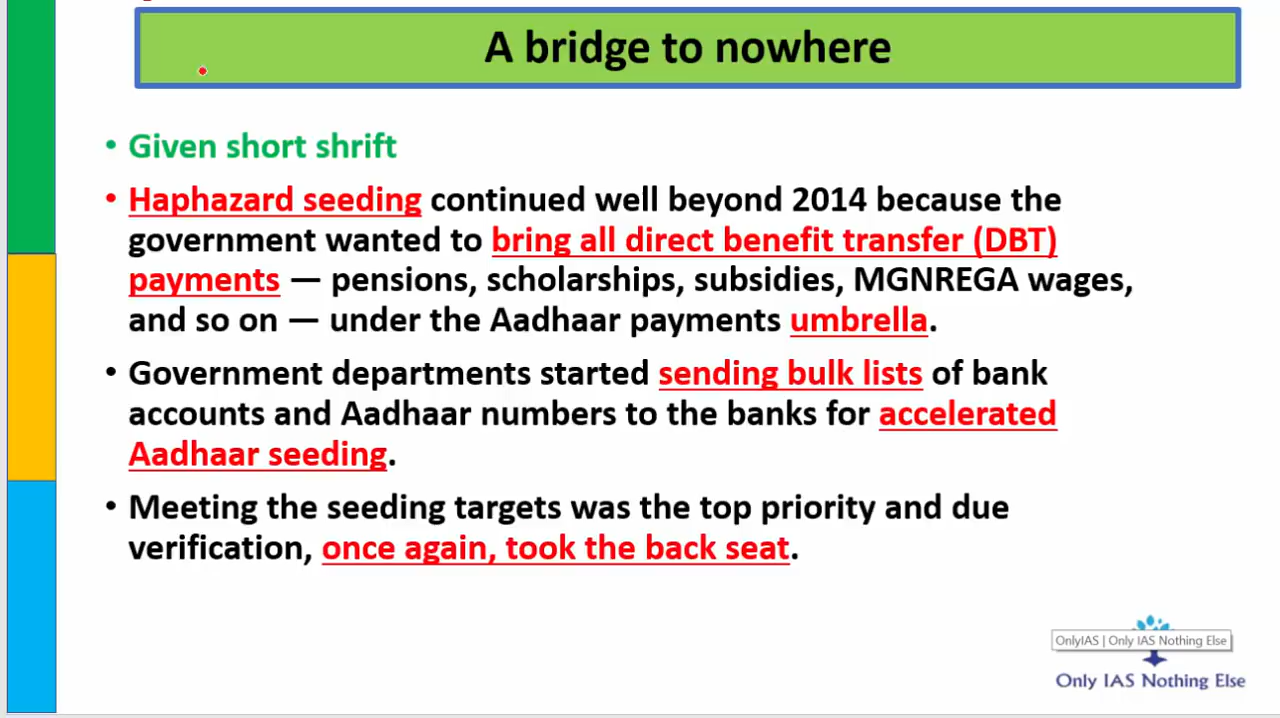 A bridge to nowhere
• Given short shrift
• Haphazard seeding continued well beyond 2014 because the
government wanted to bring all direct benefit transfer (DBT)
payments — pensions, scholarships, subsidies, MGNREGA wages,
and so on — under the Aadhaar payments umbrella.
• Government departments started sending bulk lists of bank
accounts and Aadhaar numbers to the banks for accelerated
Aadhaar seeding.
• Meeting the seeding targets was the top priority and due
verification, once again, took the back seat.
OnlyIAS | Only IAS Nothing Else
Only IAS Nothing Else